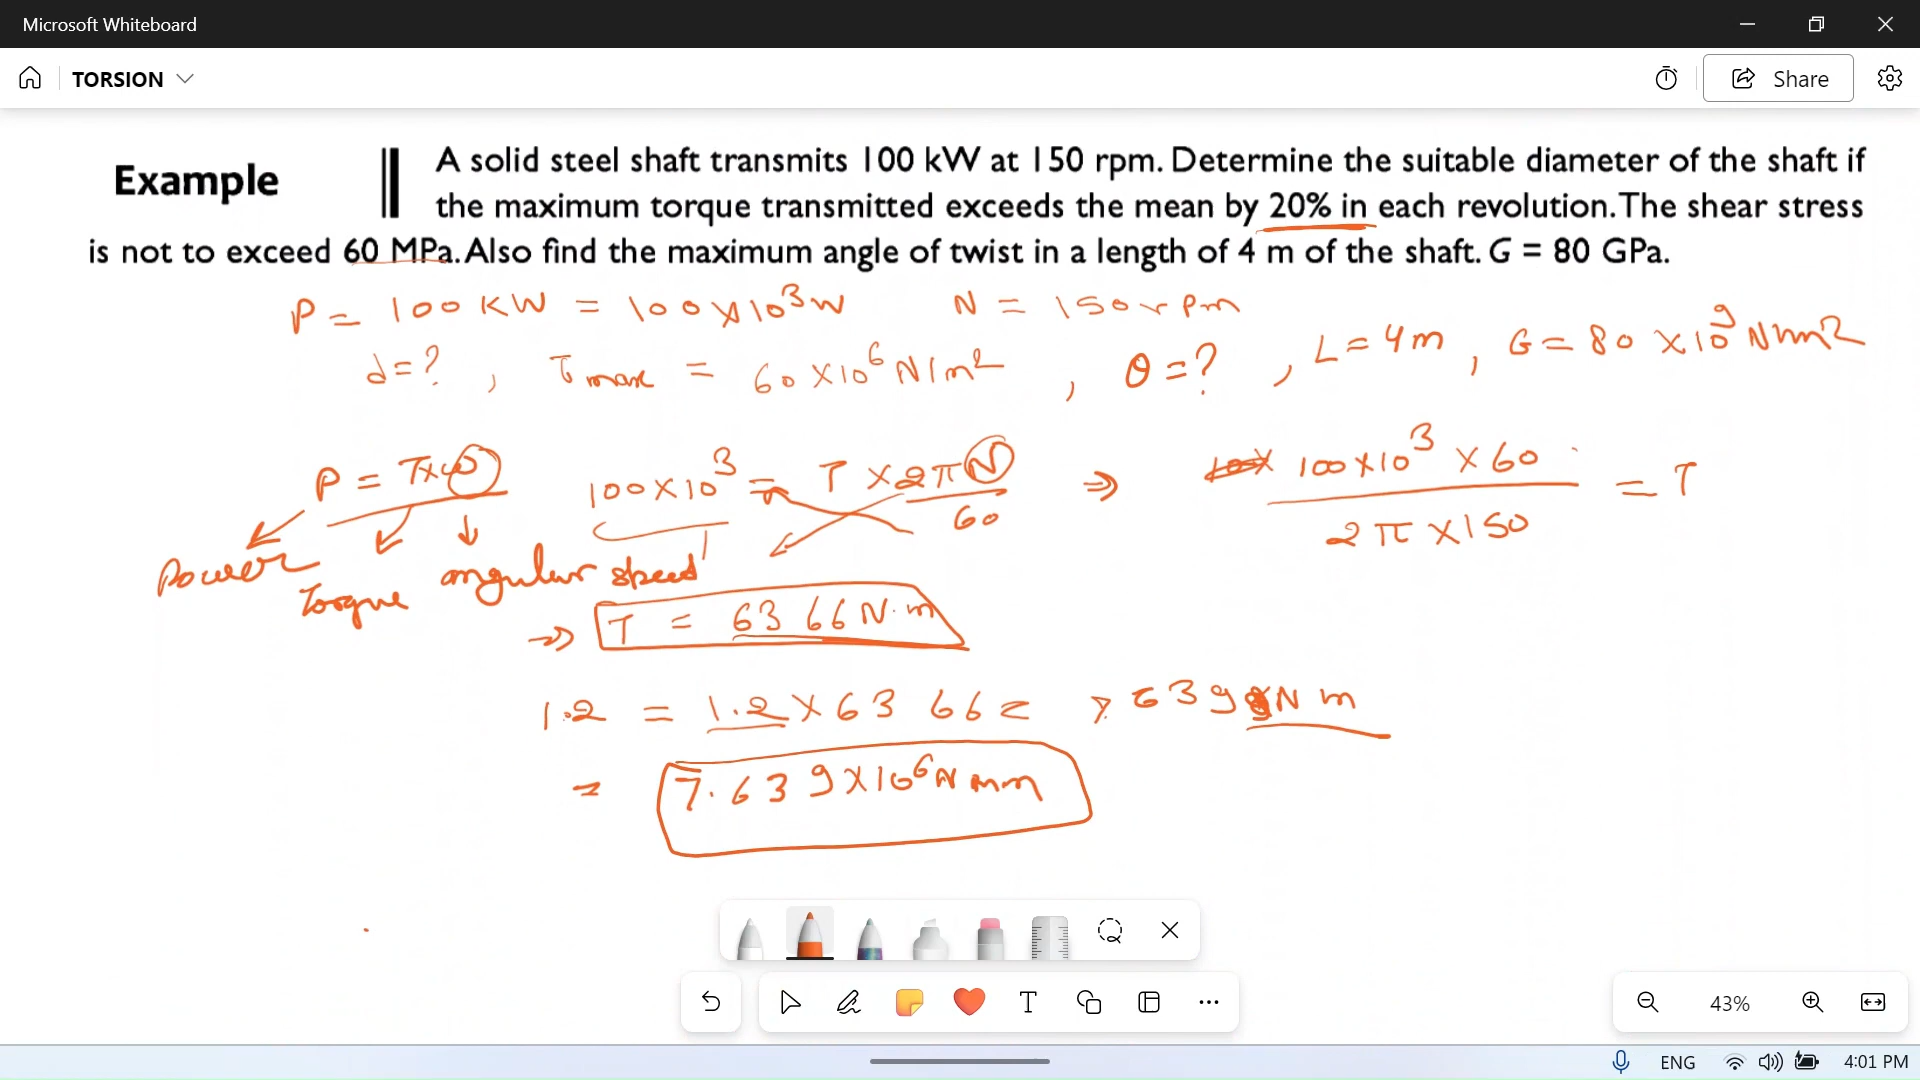 Microsoft Whiteboard
TORSION
Share
Example
A solid steel shaft transmits 100 kW at 150 rpm. Determine the suitable diameter of the shaft if
the maximum torque transmitted exceeds the mean by 20% in each revolution. The shear stress
is not to exceed 60 MPa. Also find the maximum angle of twist in a length of 4 m of the shaft. G = 80 GPa.
P = 100 KW = 100 × 10³ W N = 150 rpm
d = ? , τmax = 60 × 10⁶ N/m² , θ = ? , L = 4m , G = 80 × 10⁹ N/m²
P = T×ω 100×10³ = T × 2πN / 60 ⇒ 100×10³ × 60 / 2π × 150 = T
Power
Torque
angular speed
⇒ T = 6366 N.m
1.2 = 1.2 × 6366 = 7.639 N m
= 7.639 × 10⁶ N mm
T
43%
ENG
4:01 PM